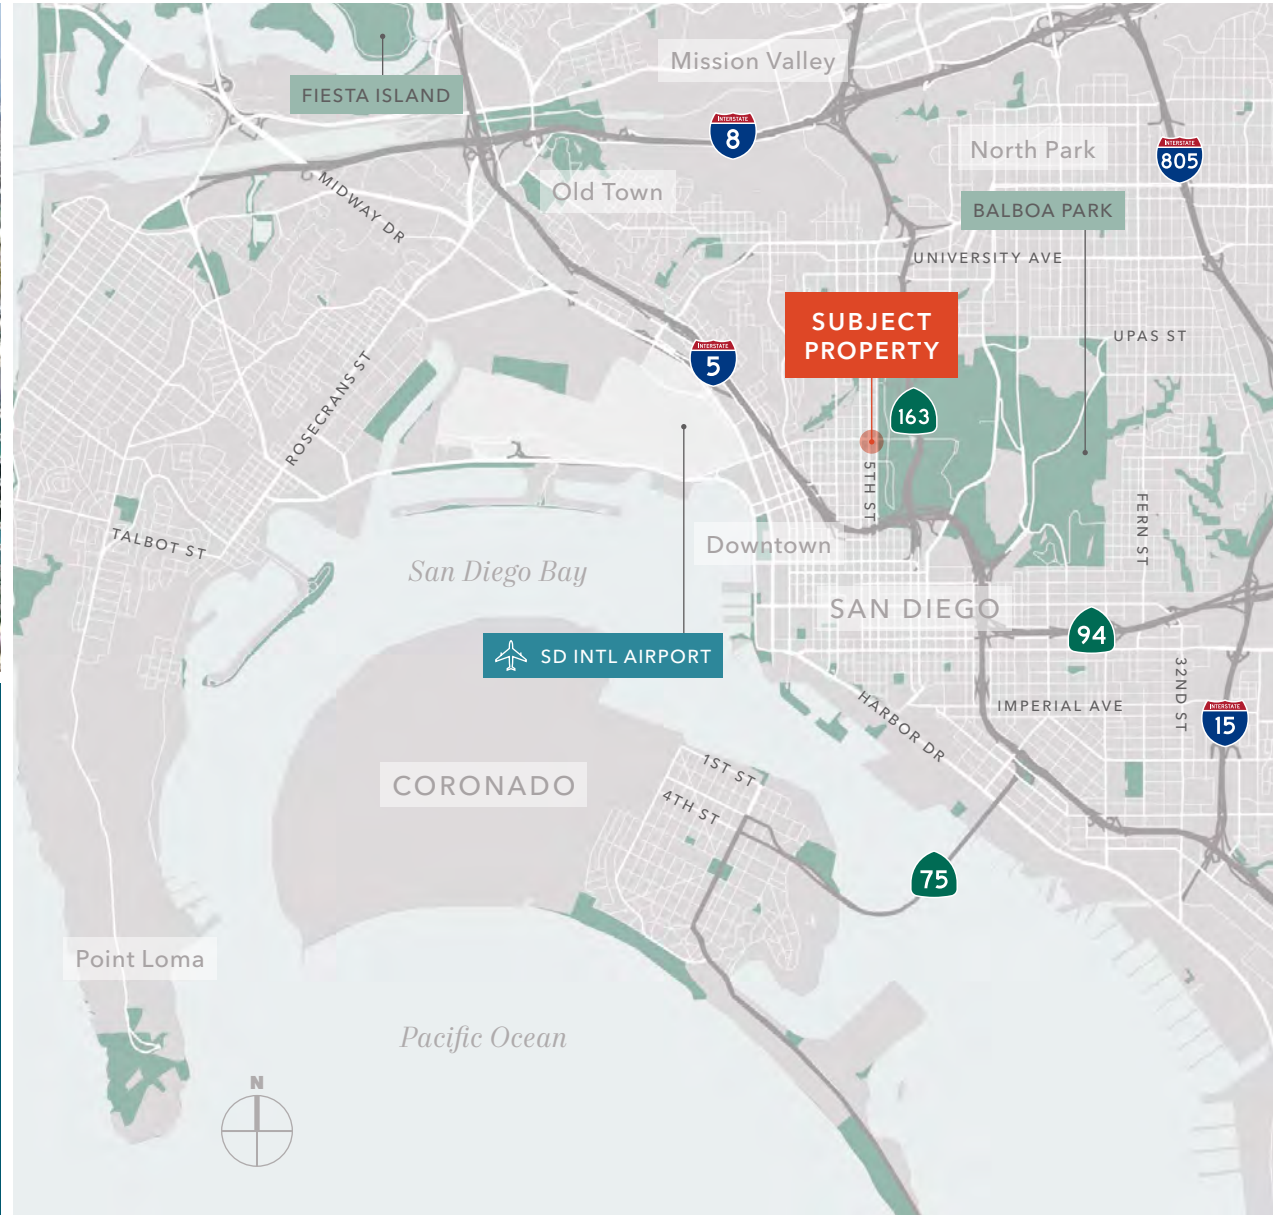 Mission Valley
FIESTA ISLAND
INTERSTATE
8
North Park
INTERSTATE
805
MIDWAY DR
Old Town
BALBOA PARK
UNIVERSITY AVE
SUBJECT
PROPERTY
UPAS ST
INTERSTATE
5
ROSECRANS ST
163
5TH ST
FERN ST
TALBOT ST
Downtown
San Diego Bay
SAN DIEGO
94
SD INTL AIRPORT
32ND ST
HARBOR DR
IMPERIAL AVE
INTERSTATE
15
CORONADO
1ST ST
4TH ST
75
Point Loma
Pacific Ocean
N